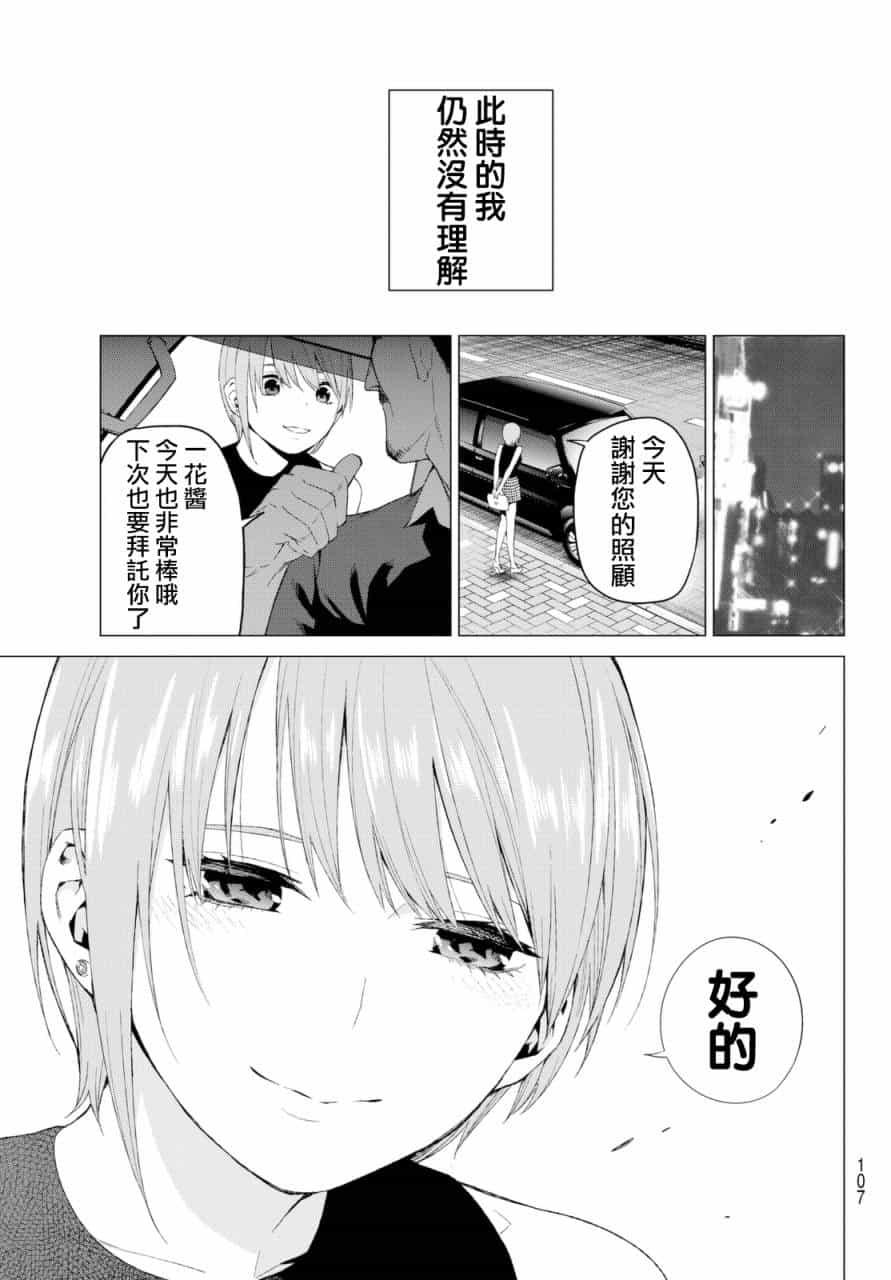 此時的我
仍然沒有理解
今天
謝謝您的照顧
一花醬
今天也非常棒哦
下次也要拜託你了
好的
107